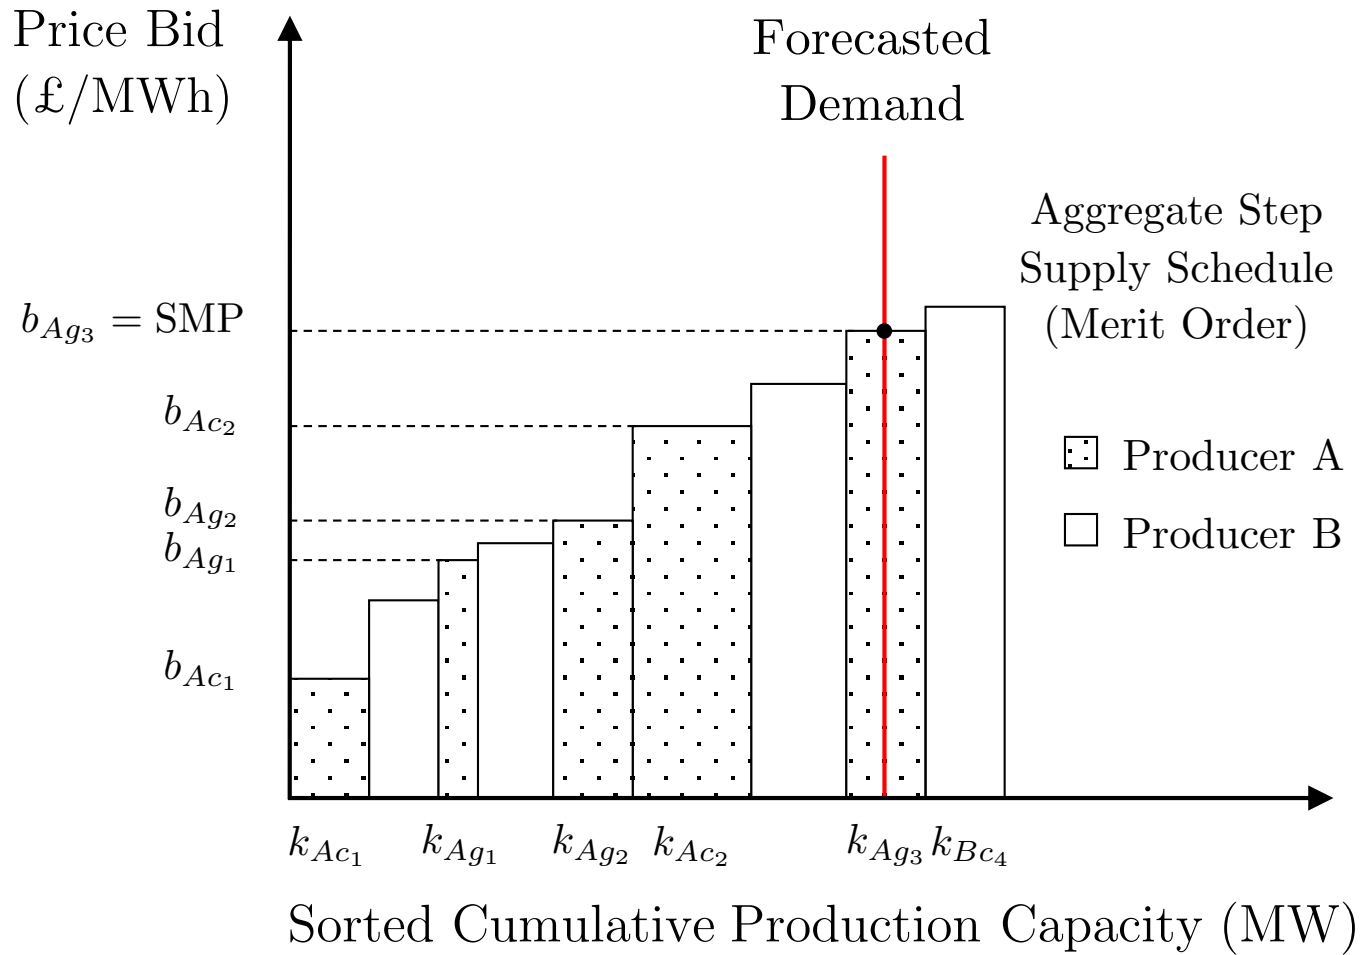 Price Bid
(£/MWh)
Forecasted
Demand
Aggregate Step
Supply Schedule
(Merit Order)
b_{Ag_3} = SMP
b_{Ac_2}
b_{Ag_2}
b_{Ag_1}
b_{Ac_1}
Producer A
Producer B
k_{Ac_1} k_{Ag_1} k_{Ag_2} k_{Ac_2} k_{Ag_3} k_{Bc_4}
Sorted Cumulative Production Capacity (MW)